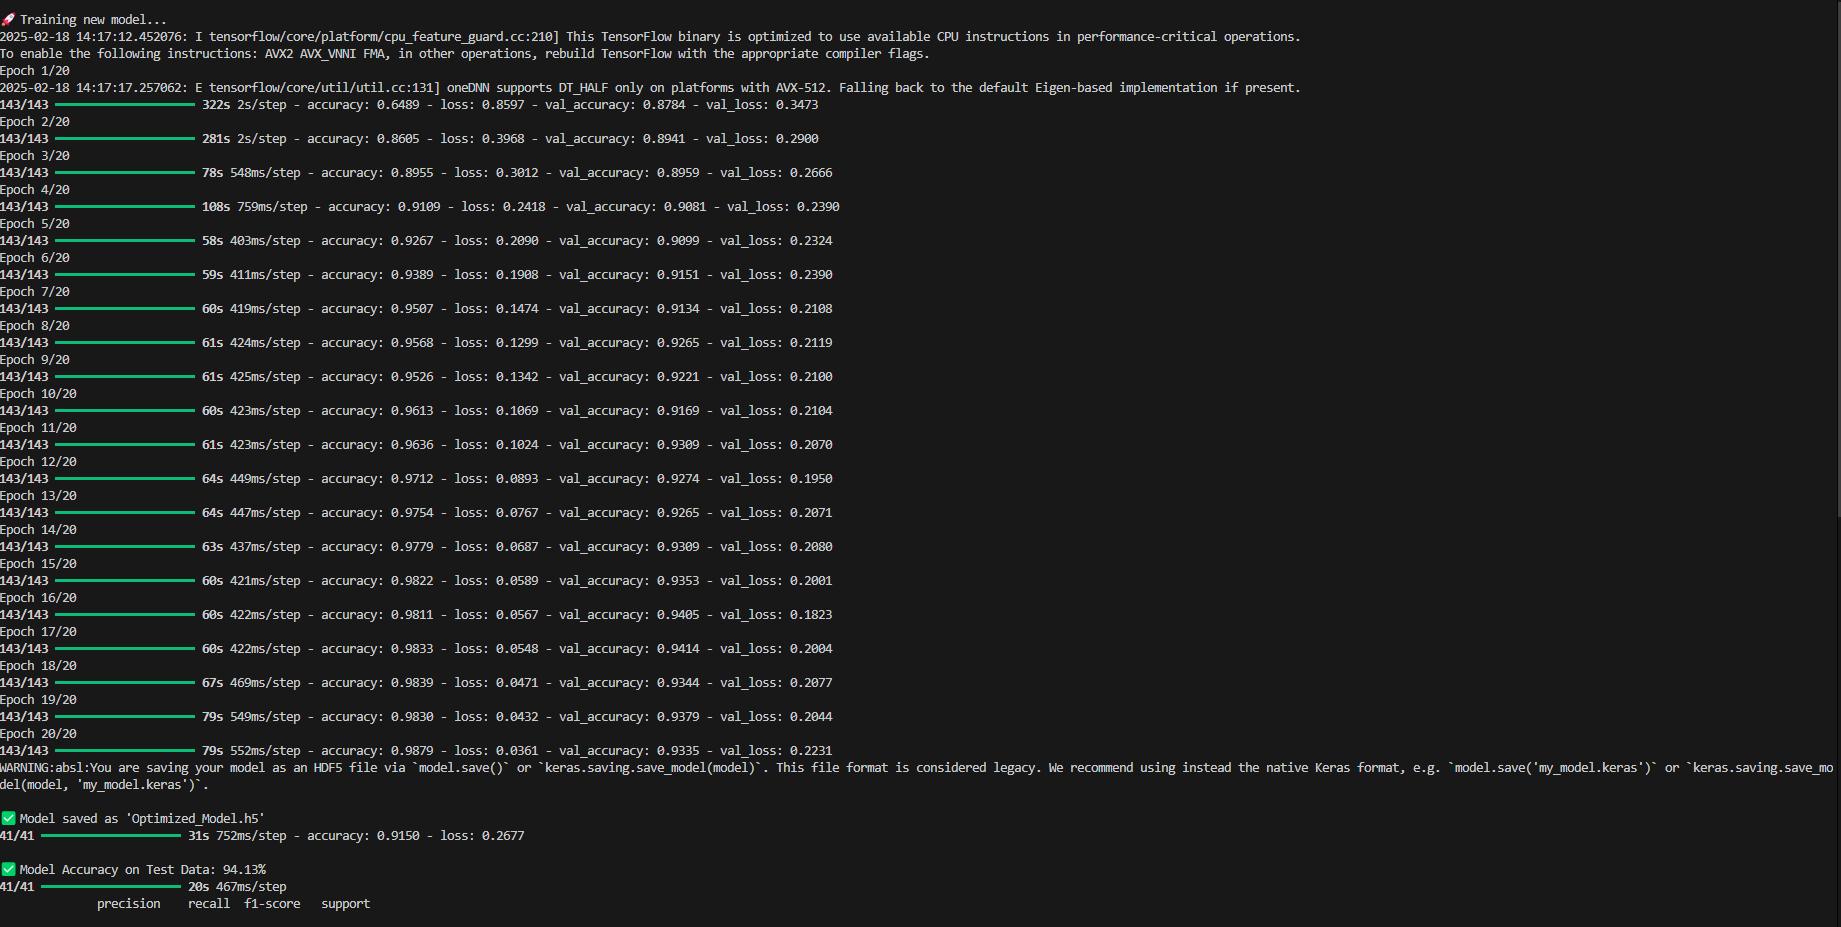 🚀 Training new model...
2025-02-18 14:17:12.452076: I tensorflow/core/platform/cpu_feature_guard.cc:210] This TensorFlow binary is optimized to use available CPU instructions in performance-critical operations.
To enable the following instructions: AVX2 AVX_VNNI FMA, in other operations, rebuild TensorFlow with the appropriate compiler flags.
Epoch 1/20
2025-02-18 14:17:17.257062: E tensorflow/core/util/util.cc:131] oneDNN supports DT_HALF only on platforms with AVX-512. Falling back to the default Eigen-based implementation if present.
143/143 322s 2s/step - accuracy: 0.6489 - loss: 0.8597 - val_accuracy: 0.8784 - val_loss: 0.3473
Epoch 2/20
143/143 281s 2s/step - accuracy: 0.8605 - loss: 0.3968 - val_accuracy: 0.8941 - val_loss: 0.2900
Epoch 3/20
143/143 78s 548ms/step - accuracy: 0.8955 - loss: 0.3012 - val_accuracy: 0.8959 - val_loss: 0.2666
Epoch 4/20
143/143 108s 759ms/step - accuracy: 0.9109 - loss: 0.2418 - val_accuracy: 0.9081 - val_loss: 0.2390
Epoch 5/20
143/143 58s 403ms/step - accuracy: 0.9267 - loss: 0.2090 - val_accuracy: 0.9099 - val_loss: 0.2324
Epoch 6/20
143/143 59s 411ms/step - accuracy: 0.9389 - loss: 0.1908 - val_accuracy: 0.9151 - val_loss: 0.2390
Epoch 7/20
143/143 60s 419ms/step - accuracy: 0.9507 - loss: 0.1474 - val_accuracy: 0.9134 - val_loss: 0.2108
Epoch 8/20
143/143 61s 424ms/step - accuracy: 0.9568 - loss: 0.1299 - val_accuracy: 0.9265 - val_loss: 0.2119
Epoch 9/20
143/143 61s 425ms/step - accuracy: 0.9526 - loss: 0.1342 - val_accuracy: 0.9221 - val_loss: 0.2100
Epoch 10/20
143/143 60s 423ms/step - accuracy: 0.9613 - loss: 0.1069 - val_accuracy: 0.9169 - val_loss: 0.2104
Epoch 11/20
143/143 61s 423ms/step - accuracy: 0.9636 - loss: 0.1024 - val_accuracy: 0.9309 - val_loss: 0.2070
Epoch 12/20
143/143 64s 449ms/step - accuracy: 0.9712 - loss: 0.0893 - val_accuracy: 0.9274 - val_loss: 0.1950
Epoch 13/20
143/143 64s 447ms/step - accuracy: 0.9754 - loss: 0.0767 - val_accuracy: 0.9265 - val_loss: 0.2071
Epoch 14/20
143/143 63s 437ms/step - accuracy: 0.9779 - loss: 0.0687 - val_accuracy: 0.9309 - val_loss: 0.2080
Epoch 15/20
143/143 60s 421ms/step - accuracy: 0.9822 - loss: 0.0589 - val_accuracy: 0.9353 - val_loss: 0.2001
Epoch 16/20
143/143 60s 422ms/step - accuracy: 0.9811 - loss: 0.0567 - val_accuracy: 0.9405 - val_loss: 0.1823
Epoch 17/20
143/143 60s 422ms/step - accuracy: 0.9833 - loss: 0.0548 - val_accuracy: 0.9414 - val_loss: 0.2004
Epoch 18/20
143/143 67s 469ms/step - accuracy: 0.9839 - loss: 0.0471 - val_accuracy: 0.9344 - val_loss: 0.2077
Epoch 19/20
143/143 79s 549ms/step - accuracy: 0.9830 - loss: 0.0432 - val_accuracy: 0.9379 - val_loss: 0.2044
Epoch 20/20
143/143 79s 552ms/step - accuracy: 0.9879 - loss: 0.0361 - val_accuracy: 0.9335 - val_loss: 0.2231
WARNING:absl:You are saving your model as an HDF5 file via `model.save()` or `keras.saving.save_model(model)`. This file format is considered legacy. We recommend using instead the native Keras format, e.g. `model.save('my_model.keras')` or `keras.saving.save_mo
del(model, 'my_model.keras')`.
✅ Model saved as 'Optimized_Model.h5'
41/41 31s 752ms/step - accuracy: 0.9150 - loss: 0.2677
✅ Model Accuracy on Test Data: 94.13%
41/41 20s 467ms/step
precision recall f1-score support